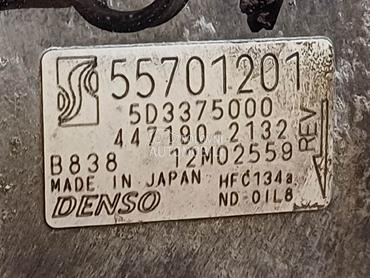 55701201
5D3375000
447190-2132
B838 12M02559
REV
MADE IN JAPAN HFC134a
DENSO ND-OIL8